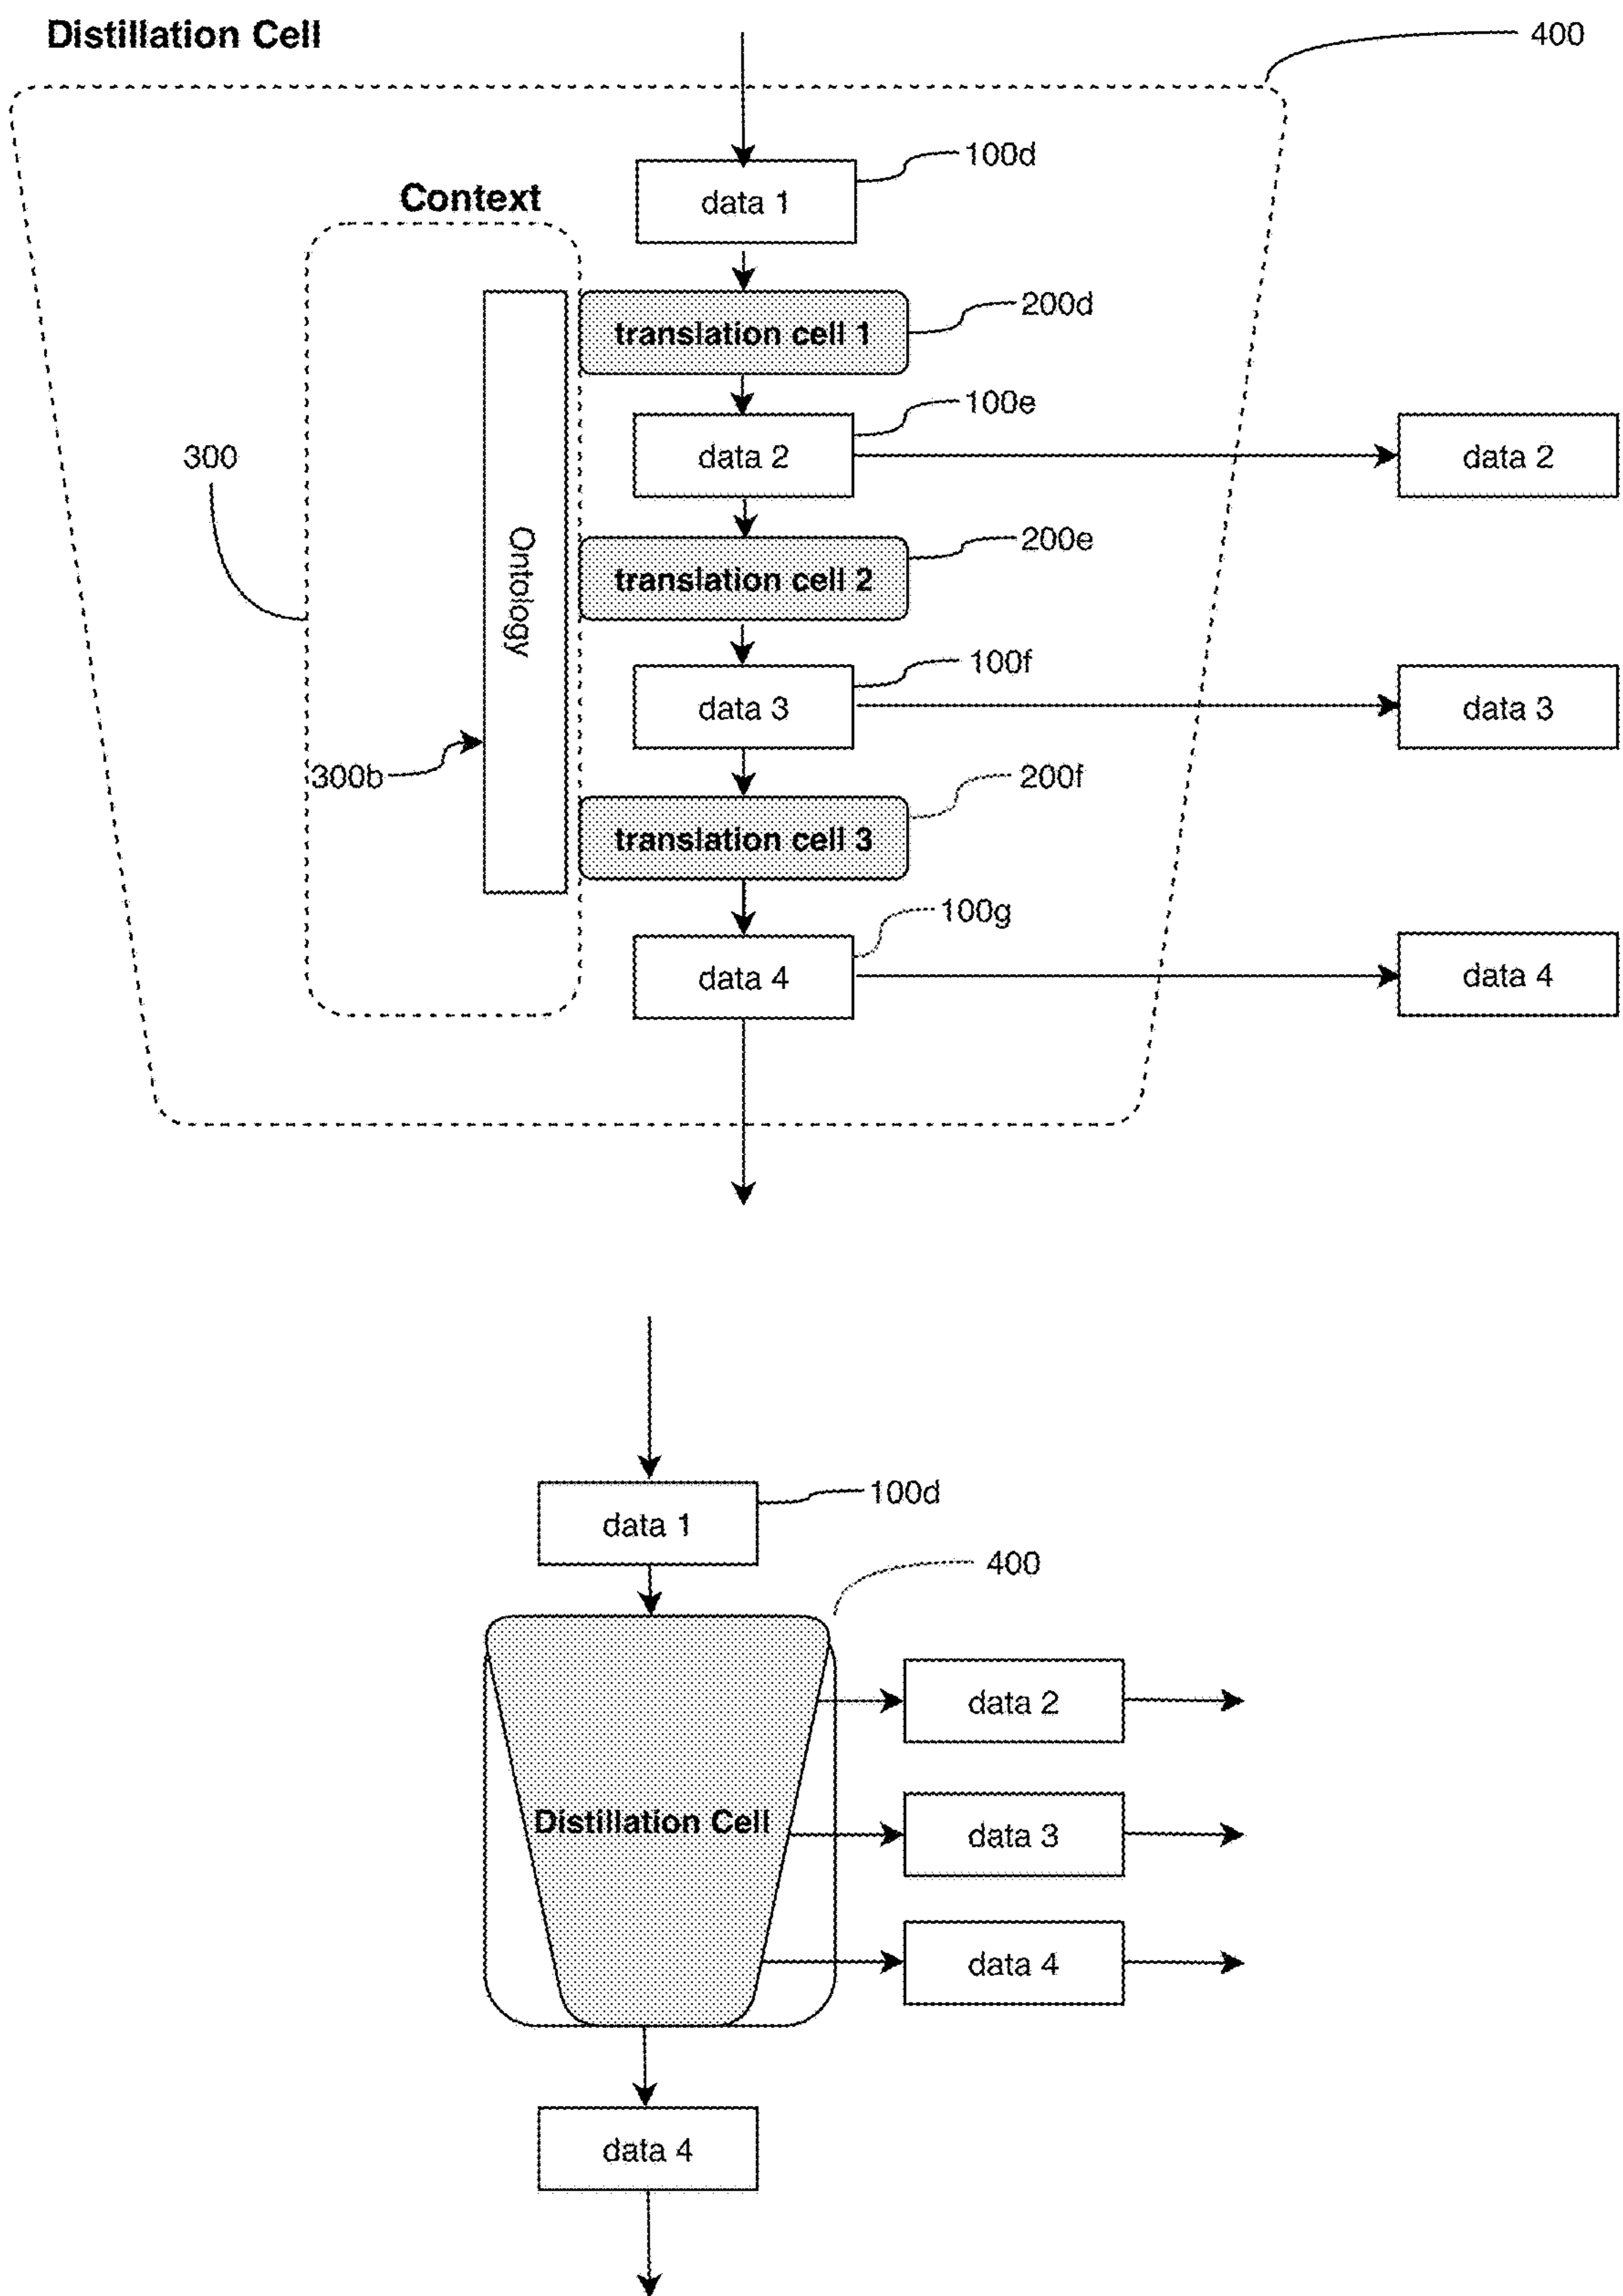 Distillation Cell
400
100d
data 1
Context
200d
translation cell 1
100e
data 2
data 2
300
200e
Ontology
translation cell 2
100f
data 3
data 3
300b
200f
translation cell 3
100g
data 4
data 4
100d
data 1
400
data 2
Distillation Cell
data 3
data 4
data 4